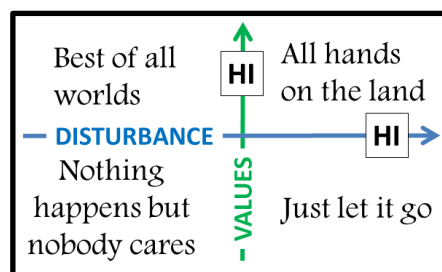 Best of all
worlds
HI
All hands
on the land
DISTURBANCE
HI
Nothing
happens but
nobody cares
VALUES
Just let it go